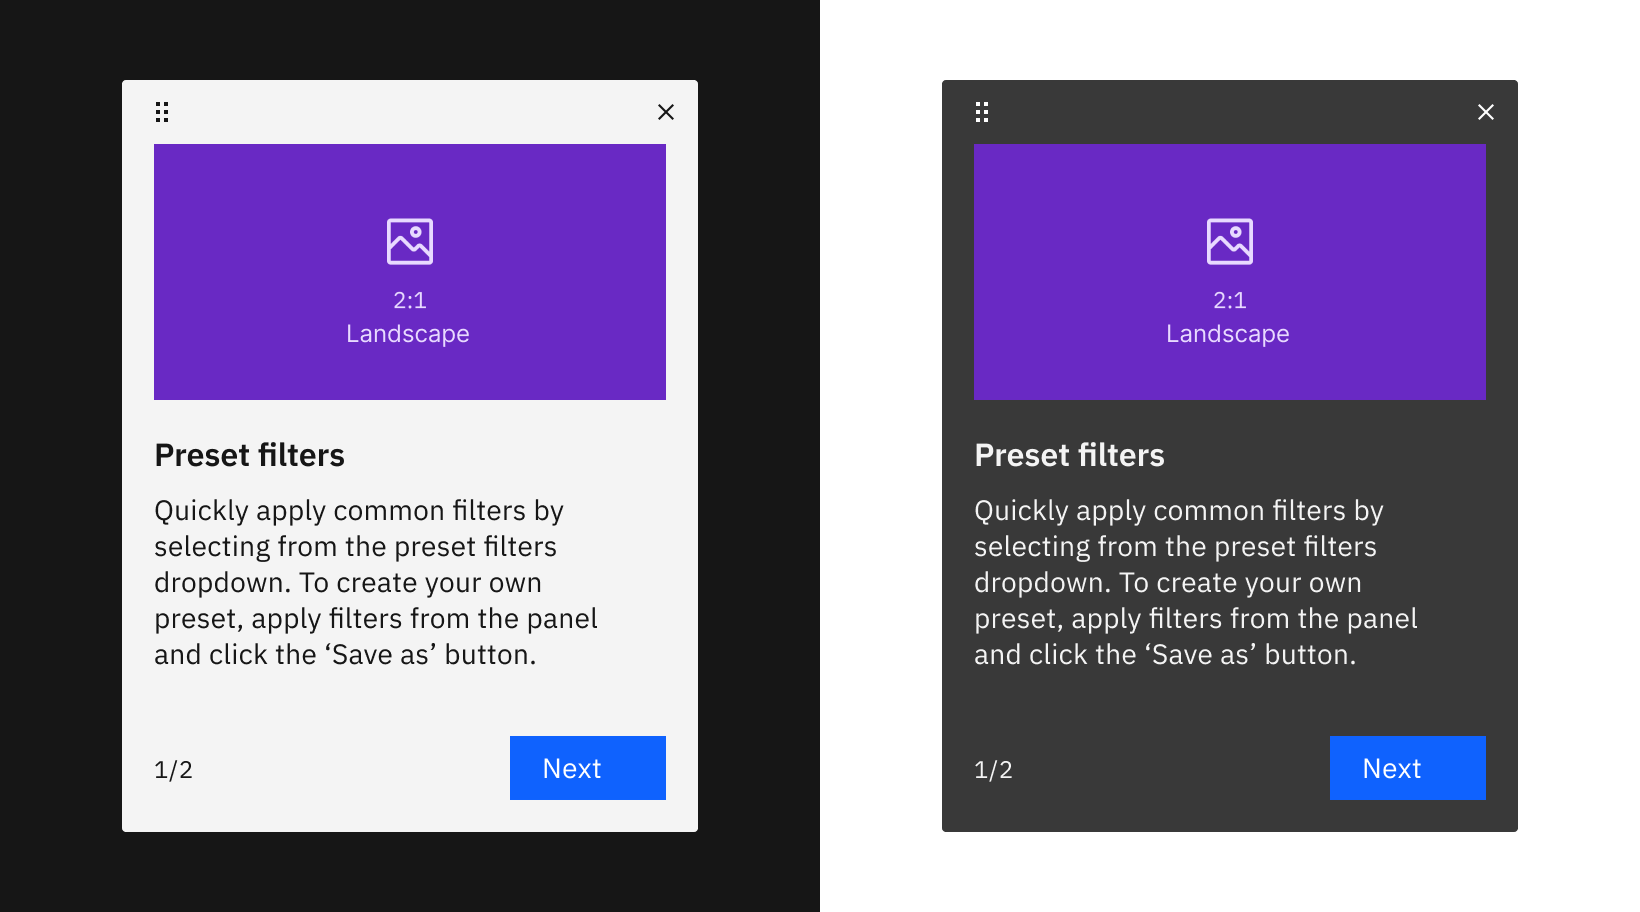 2:1
Landscape
Preset filters
Quickly apply common filters by
selecting from the preset filters
dropdown. To create your own
preset, apply filters from the panel
and click the ‘Save as’ button.
1/2
Next
2:1
Landscape
Preset filters
Quickly apply common filters by
selecting from the preset filters
dropdown. To create your own
preset, apply filters from the panel
and click the ‘Save as’ button.
1/2
Next